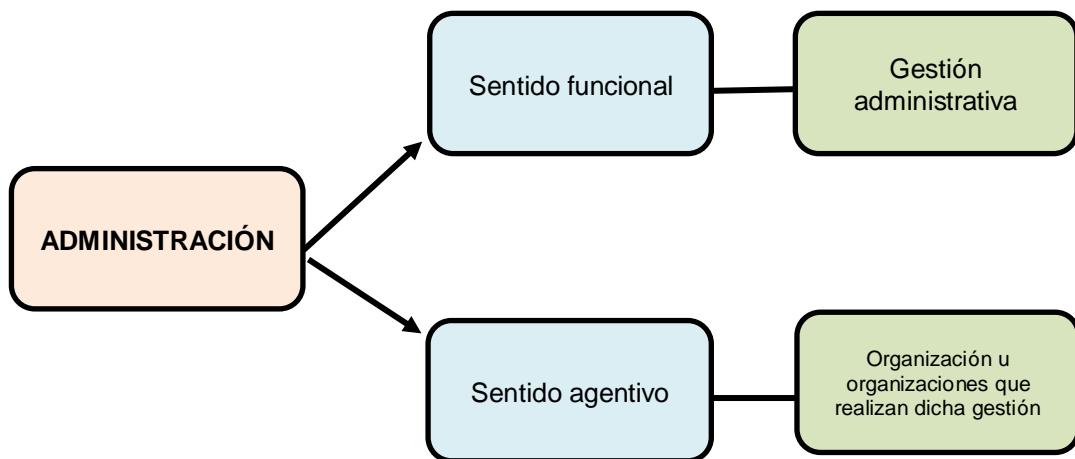 Sentido funcional
Gestión
administrativa
ADMINISTRACIÓN
Sentido agentivo
Organización u
organizaciones que
realizan dicha gestión